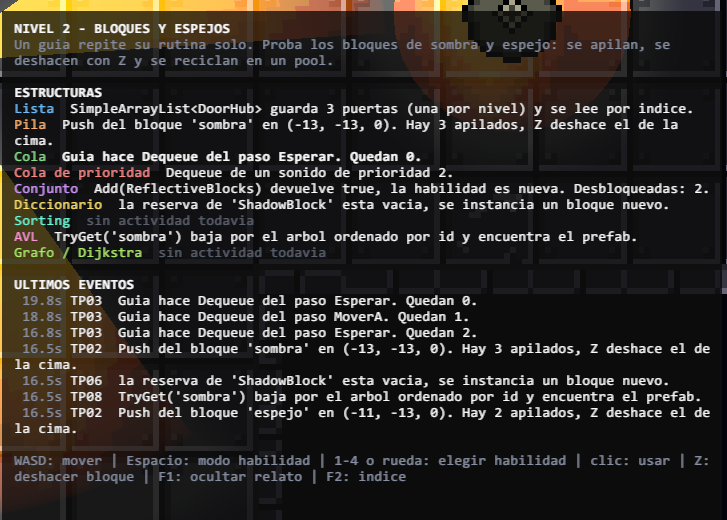 NIVEL 2 - BLOQUES Y ESPEJOS
Un guia repite su rutina solo. Proba los bloques de sombra y espejo: se apilan, se
deshacen con Z y se reciclan en un pool.
ESTRUCTURAS
Lista  SimpleArrayList<DoorHub> guarda 3 puertas (una por nivel) y se lee por indice.
Pila  Push del bloque 'sombra' en (-13, -13, 0). Hay 3 apilados, Z deshace el de la
cima.
Cola  Guia hace Dequeue del paso Esperar. Quedan 0.
Cola de prioridad  Dequeue de un sonido de prioridad 2.
Conjunto  Add(ReflectiveBlocks) devuelve true, la habilidad es nueva. Desbloqueadas: 2.
Diccionario  la reserva de 'ShadowBlock' esta vacia, se instancia un bloque nuevo.
Sorting  sin actividad todavia
AVL  TryGet('sombra') baja por el arbol ordenado por id y encuentra el prefab.
Grafo / Dijkstra  sin actividad todavia
ULTIMOS EVENTOS
19.8s TP03  Guia hace Dequeue del paso Esperar. Quedan 0.
18.8s TP03  Guia hace Dequeue del paso MoverA. Quedan 1.
16.8s TP03  Guia hace Dequeue del paso Esperar. Quedan 2.
16.5s TP02  Push del bloque 'sombra' en (-13, -13, 0). Hay 3 apilados, Z deshace el de
la cima.
16.5s TP06  la reserva de 'ShadowBlock' esta vacia, se instancia un bloque nuevo.
16.5s TP08  TryGet('sombra') baja por el arbol ordenado por id y encuentra el prefab.
16.5s TP02  Push del bloque 'espejo' en (-11, -13, 0). Hay 2 apilados, Z deshace el de
la cima.
WASD: mover | Espacio: modo habilidad | 1-4 o rueda: elegir habilidad | clic: usar | Z:
deshacer bloque | F1: ocultar relato | F2: indice